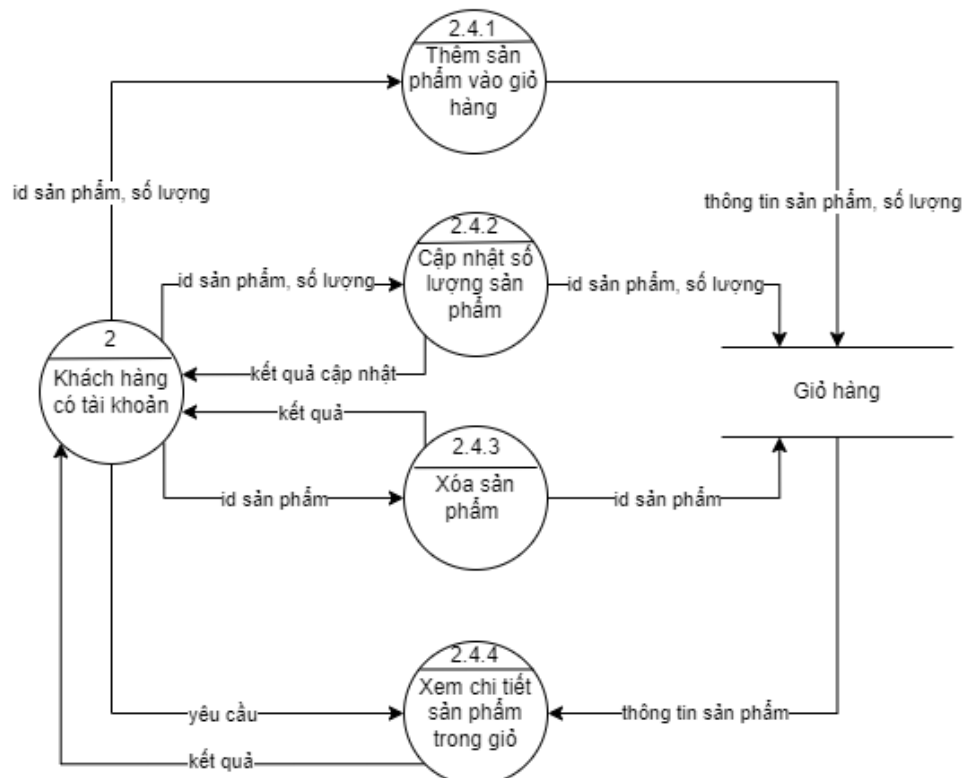 2.4.1
Thêm sản
phẩm vào giỏ
hàng
id sản phẩm, số lượng
thông tin sản phẩm, số lượng
2.4.2
Cập nhật số
lượng sản
phẩm
id sản phẩm, số lượng
id sản phẩm, số lượng
2
Khách hàng
có tài khoản
kết quả cập nhật
Giỏ hàng
kết quả
2.4.3
Xóa sản
phẩm
id sản phẩm
id sản phẩm
2.4.4
Xem chi tiết
sản phẩm
trong giỏ
yêu cầu
thông tin sản phẩm
kết quả